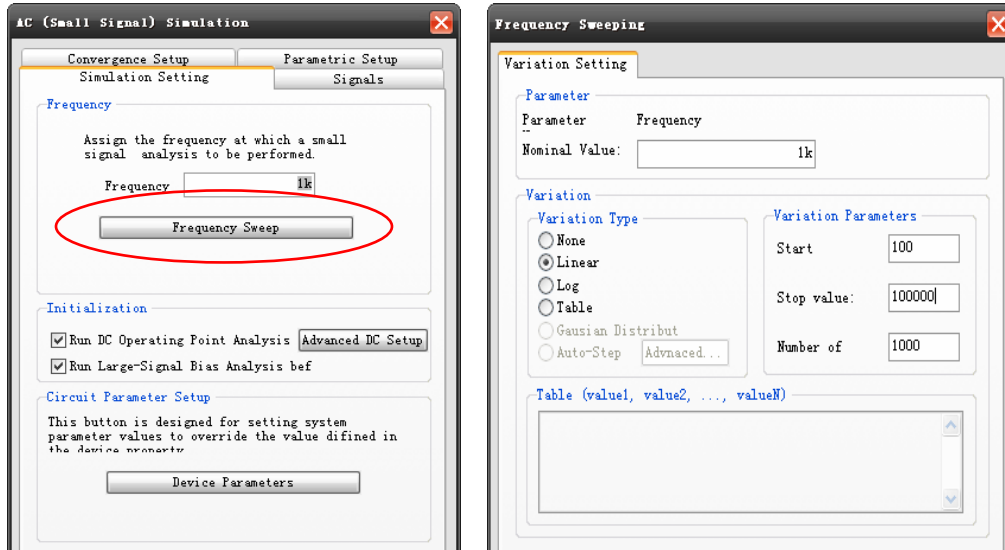 AC (Small Signal) Simulation
Convergence Setup
Parametric Setup
Simulation Setting
Signals
Frequency
Assign the frequency at which a small
signal analysis to be performed.
Frequency 1k
Frequency Sweep
Initialization
Run DC Operating Point Analysis Advanced DC Setup
Run Large-Signal Bias Analysis bef
Circuit Parameter Setup
This button is designed for setting system
parameter values to override the value difined in
the device property
Device Parameters
Frequency Sweeping
Variation Setting
Parameter
Parameter Frequency
Nominal Value: 1k
Variation
Variation Type
None
Linear
Log
Table
Gausian Distribut
Auto-Step Advnaced...
Variation Parameters
Start 100
Stop value: 100000
Number of 1000
Table (value1, value2, ..., valueN)